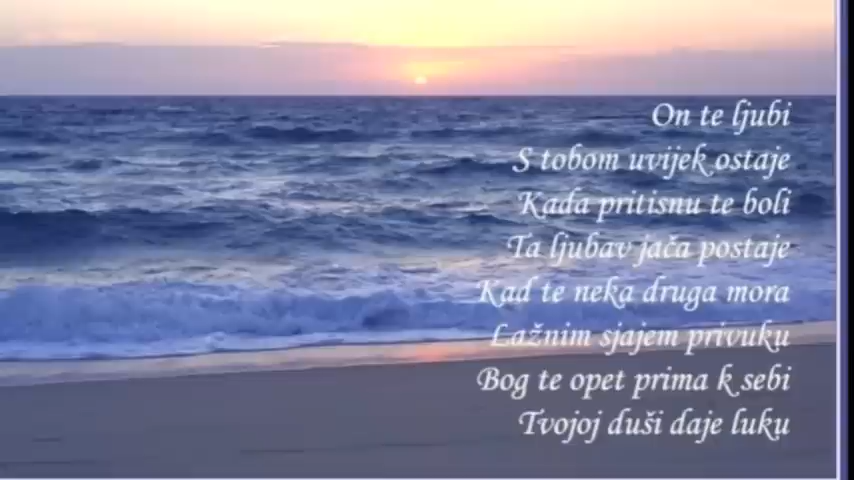 On te ljubi
S tobom uvijek ostaje
Kada pritisnu te boli
Ta ljubav jača postaje
Kad te neka druga mora
Lažnim sjajem privuku
Bog te opet prima k sebi
Tvojoj duši daje luku